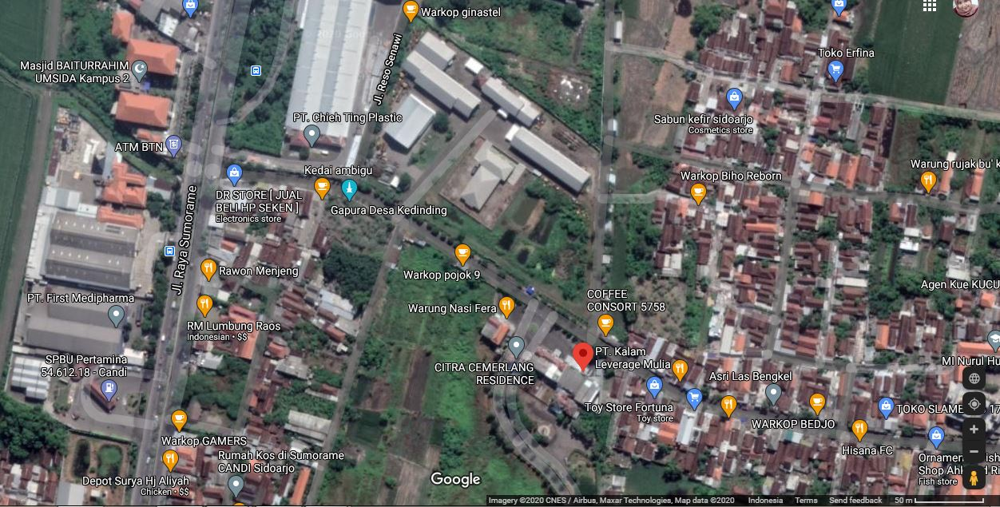 Warkop ginastel
Masjid BAITURRAHIM
UMSIDA Kampus 2
Jl. Reso Senawi
Toko Erfina
PT. Chieh Ting Plastic
Sabun kefir sidoarjo
Cosmetics store
ATM BTN
Kedai ambigu
DR STORE [ JUAL
BELI HP SEKEN ]
Electronics store
Gapura Desa Kedinding
Warkop Biho Reborn
Warung rujak bu' k
Jl. Raya Sumorame
Rawon Menjeng
Warkop pojok 9
Agen Kue KUCU
PT. First Medipharma
Warung Nasi Fera
COFFEE
CONSORT 5758
RM Lumbung Raos
Indonesian • $$
PT. Kalam
Leverage Mulia
SPBU Pertamina
54.612.18 - Candi
CITRA CEMERLANG
RESIDENCE
Asri Las Bengkel
MI Nurul Hu
Toy Store Fortuna
Toy store
WARKOP BEDJO
TOKO SLAME
17
Warkop GAMERS
Hisana FC
Rumah Kos di Sumorame
CANDI Sidoarjo
Depot Surya Hj Aliyah
Chicken • $$
Ornamen
ish
Shop Ah
Ri
Fish store
Google
Imagery ©2020 CNES / Airbus, Maxar Technologies, Map data ©2020 Indonesia Terms Send feedback 50 m